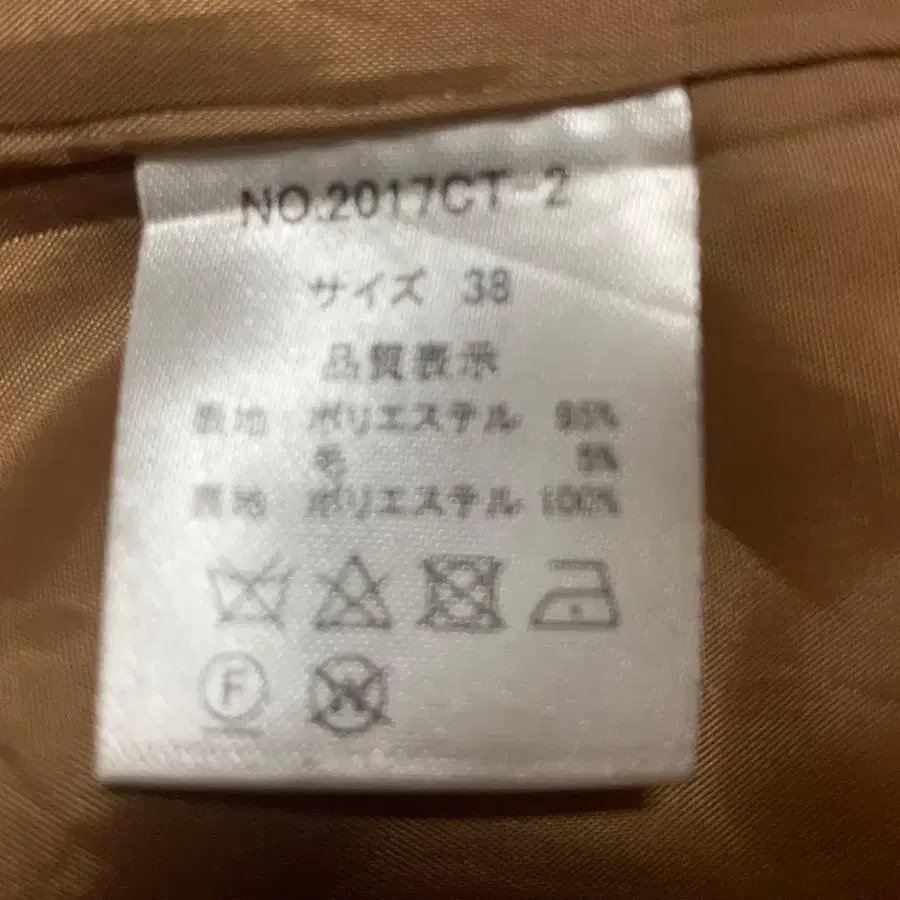 NO.2017CT-2
サイズ 38
品質表示
表地 ポリエステル 95%
毛 5%
裏地 ポリエステル 100%
F